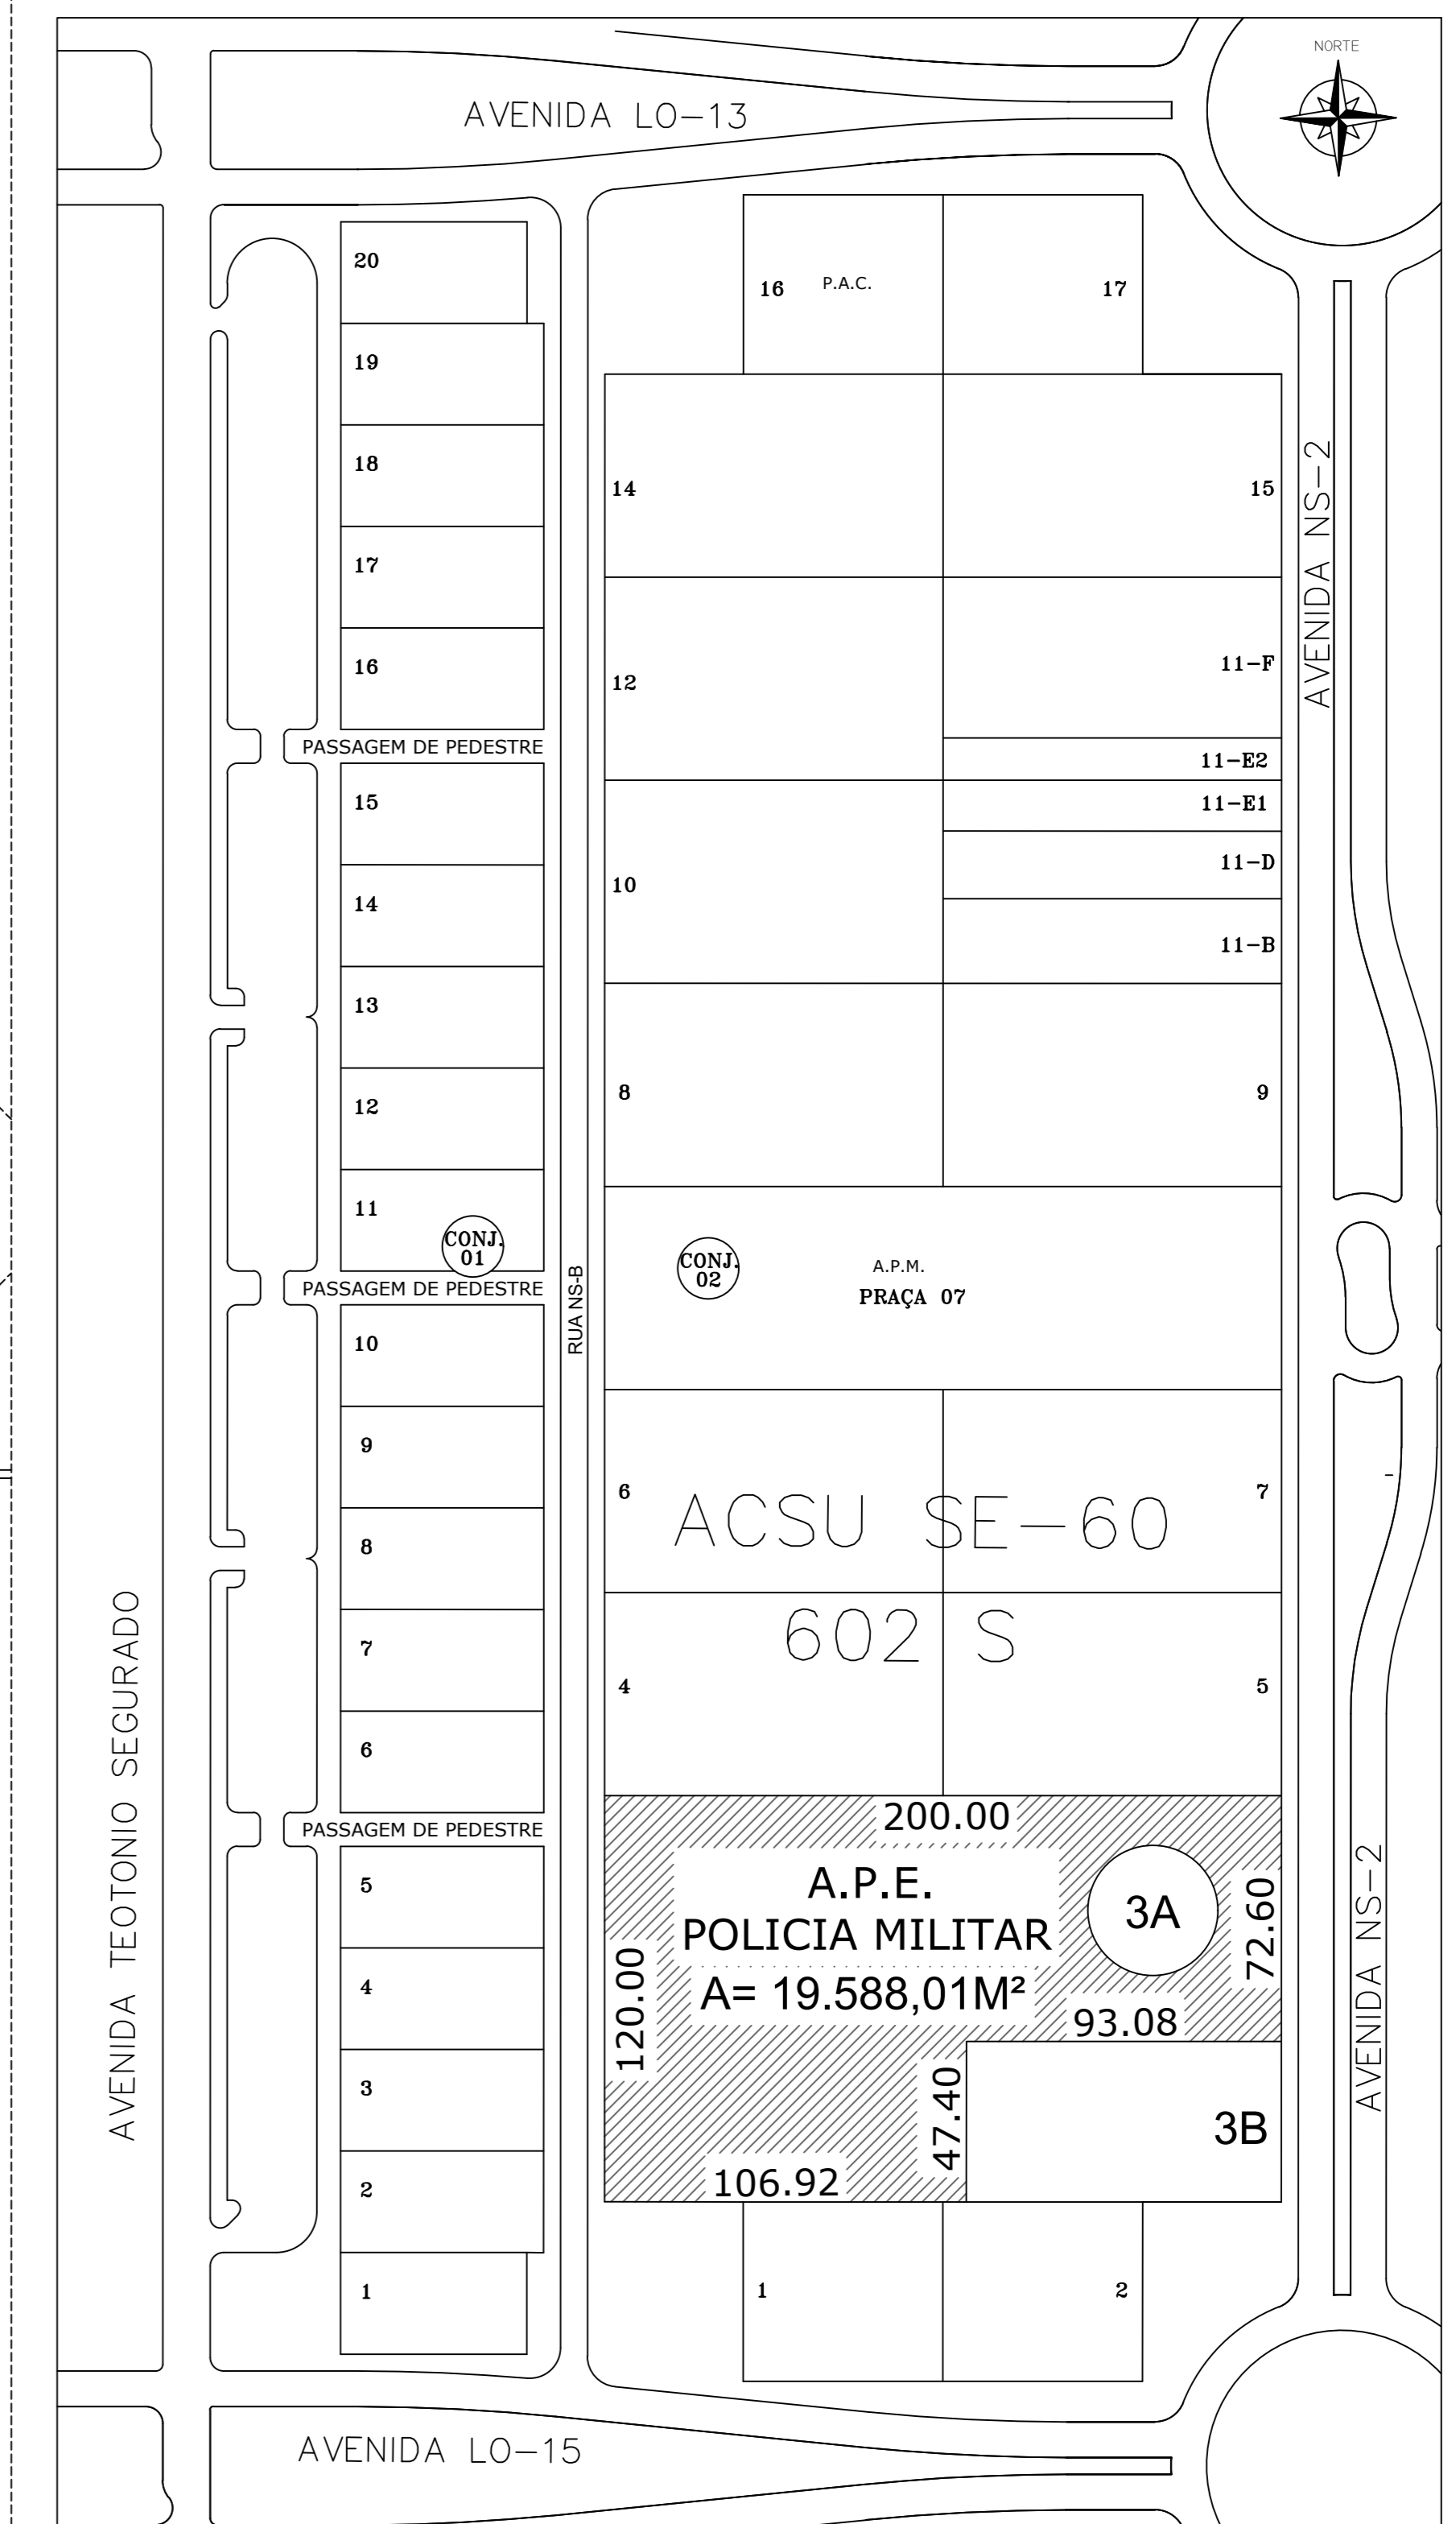 NORTE
AVENIDA LO-13
20
19
18
17
16
PASSAGEM DE PEDESTRE
15
14
13
12
11
CONJ.
01
PASSAGEM DE PEDESTRE
10
9
8
7
6
PASSAGEM DE PEDESTRE
5
4
3
2
1
AVENIDA TEOTONIO SEGURADO
RUA NS-B
16
P.A.C.
17
14
15
12
11-F
11-E2
11-E1
10
11-D
11-B
8
9
CONJ.
02
A.P.M.
PRAÇA 07
6
7
ACSU SE-60
602 S
4
5
200.00
A.P.E.
POLICIA MILITAR
A= 19.588,01M²
3A
72.60
120.00
93.08
47.40
3B
106.92
1
2
AVENIDA NS-2
AVENIDA NS-2
AVENIDA LO-15